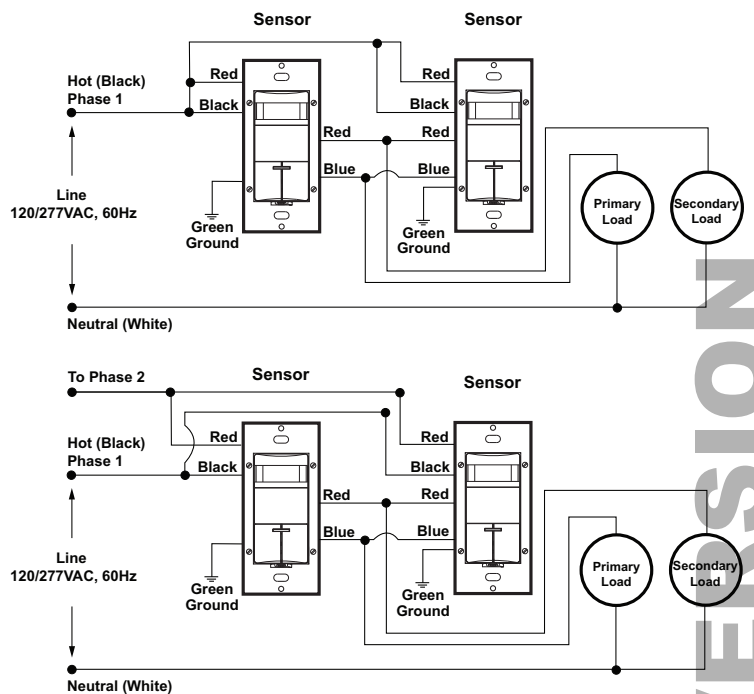 Sensor
Sensor
Hot (Black)
Phase 1
Red
Black
Red
Black
Red
Blue
Red
Blue
Line
120/277VAC, 60Hz
Green
Ground
Green
Ground
Primary
Load
Secondary
Load
Neutral (White)
To Phase 2
Sensor
Sensor
Hot (Black)
Phase 1
Red
Black
Red
Black
Red
Blue
Red
Blue
Line
120/277VAC, 60Hz
Green
Ground
Green
Ground
Primary
Load
Secondary
Load
Neutral (White)
ERSION